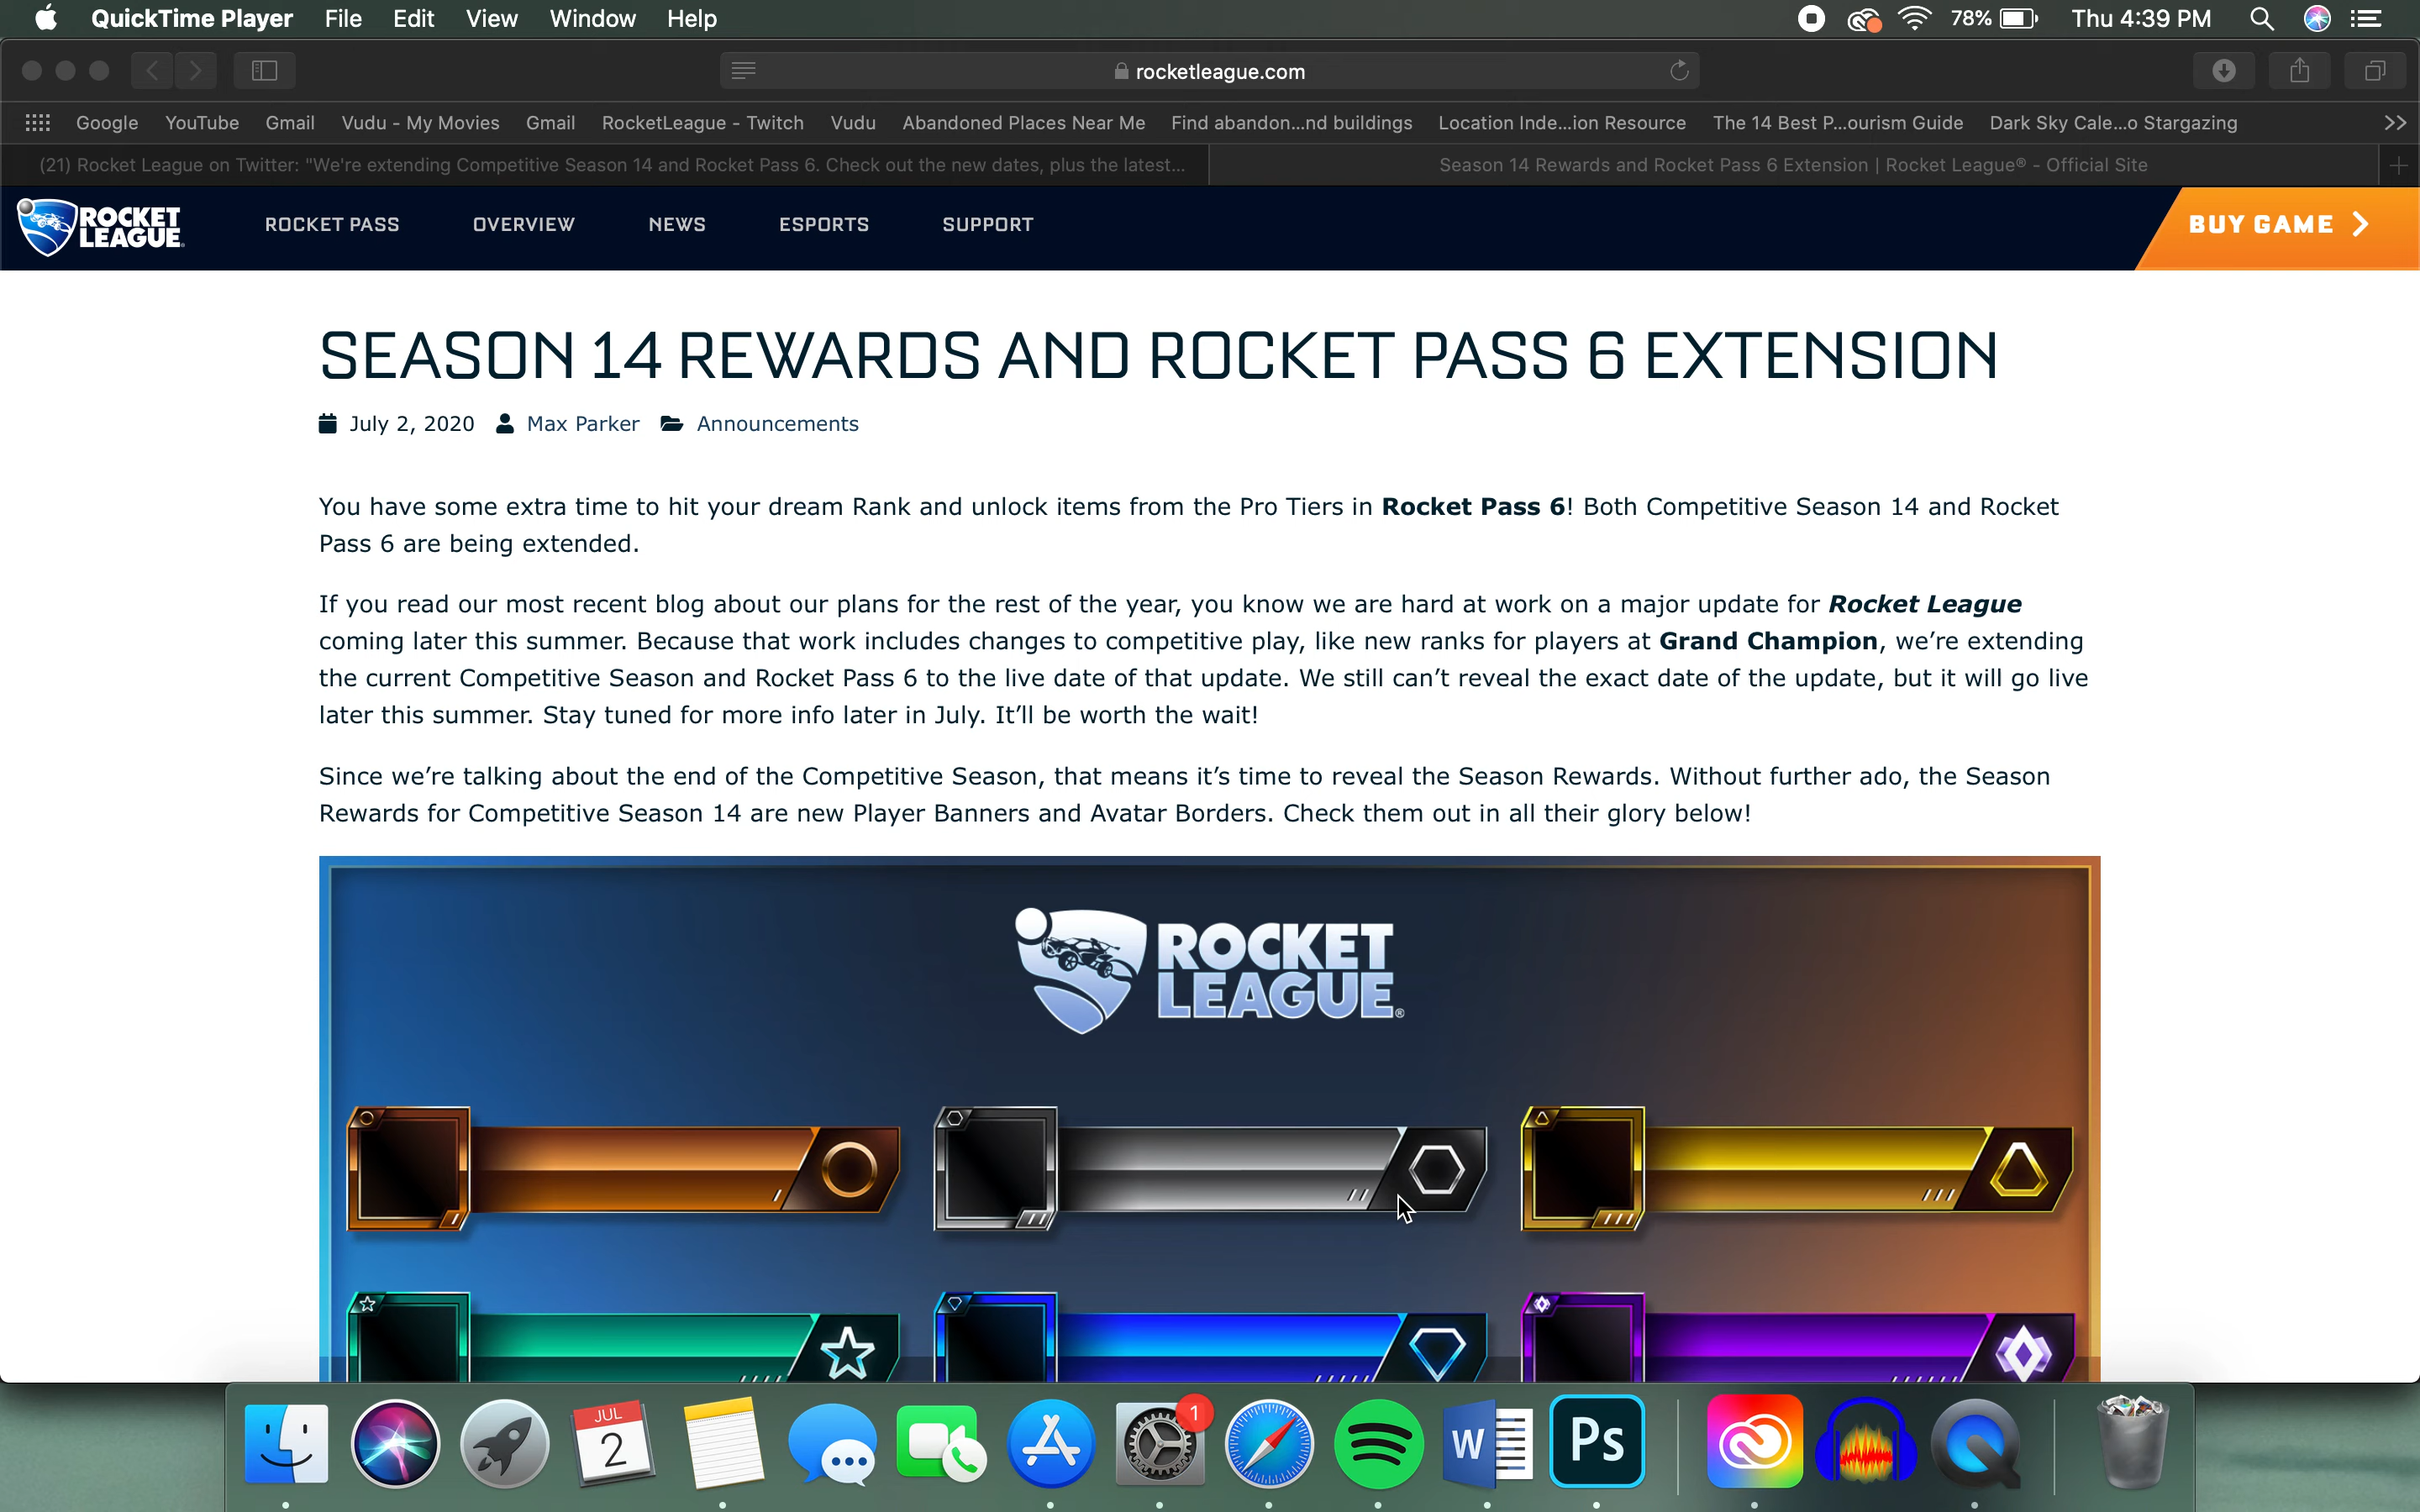 QuickTime Player File Edit View Window Help 78% Thu 4:39 PM
rocketleague.com
Google YouTube Gmail Vudu - My Movies Gmail RocketLeague - Twitch Vudu Abandoned Places Near Me Find abandon...nd buildings Location Inde...ion Resource The 14 Best P...ourism Guide Dark Sky Cale...o Stargazing
(21) Rocket League on Twitter: "We're extending Competitive Season 14 and Rocket Pass 6. Check out the new dates, plus the latest... Season 14 Rewards and Rocket Pass 6 Extension | Rocket League® - Official Site
ROCKET
LEAGUE
ROCKET PASS OVERVIEW NEWS ESPORTS SUPPORT BUY GAME
SEASON 14 REWARDS AND ROCKET PASS 6 EXTENSION
July 2, 2020 Max Parker Announcements
You have some extra time to hit your dream Rank and unlock items from the Pro Tiers in Rocket Pass 6! Both Competitive Season 14 and Rocket
Pass 6 are being extended.
If you read our most recent blog about our plans for the rest of the year, you know we are hard at work on a major update for Rocket League
coming later this summer. Because that work includes changes to competitive play, like new ranks for players at Grand Champion, we’re extending
the current Competitive Season and Rocket Pass 6 to the live date of that update. We still can’t reveal the exact date of the update, but it will go live
later this summer. Stay tuned for more info later in July. It’ll be worth the wait!
Since we’re talking about the end of the Competitive Season, that means it’s time to reveal the Season Rewards. Without further ado, the Season
Rewards for Competitive Season 14 are new Player Banners and Avatar Borders. Check them out in all their glory below!
ROCKET
LEAGUE®
JUL
2
1
W
Ps